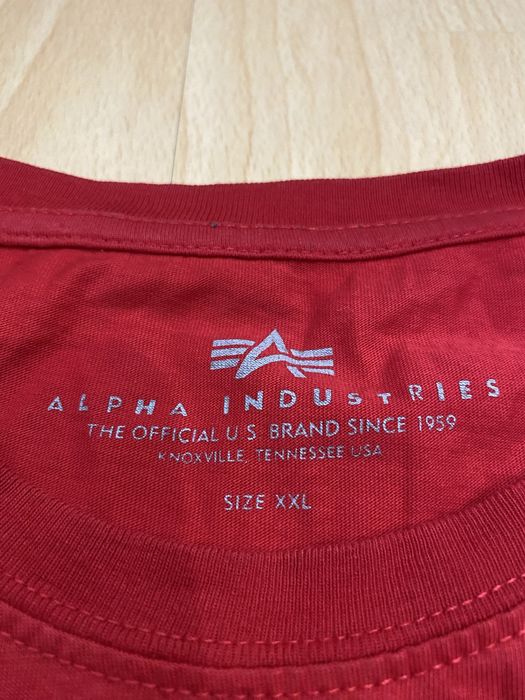 ALPHA INDUSTRIES
THE OFFICIAL U.S. BRAND SINCE 1959
KNOXVILLE, TENNESSEE USA
SIZE XXL